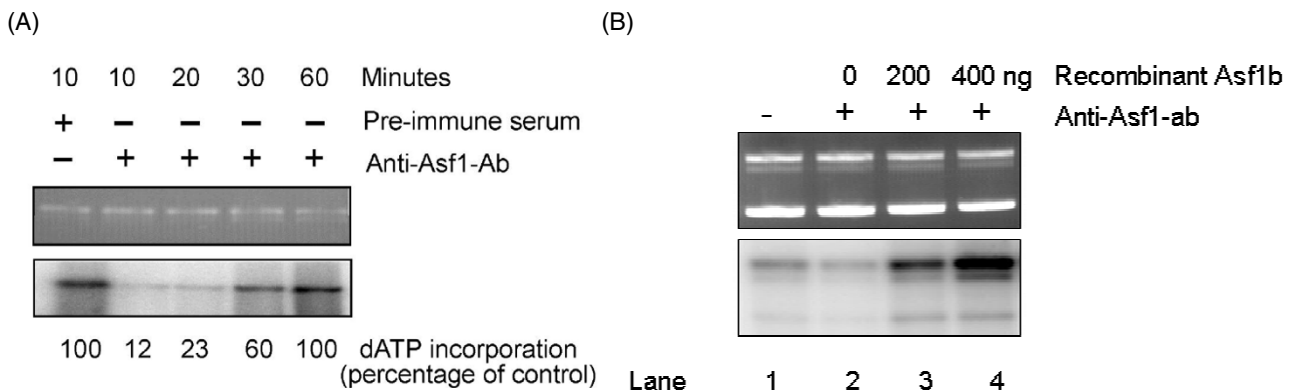 (A)
10 10 20 30 60 Minutes
+ − − − − Pre-immune serum
− + + + + Anti-Asf1-Ab
100 12 23 60 100 dATP incorporation
(percentage of control)
(B)
0 200 400 ng Recombinant Asf1b
- + + + Anti-Asf1-ab
Lane 1 2 3 4